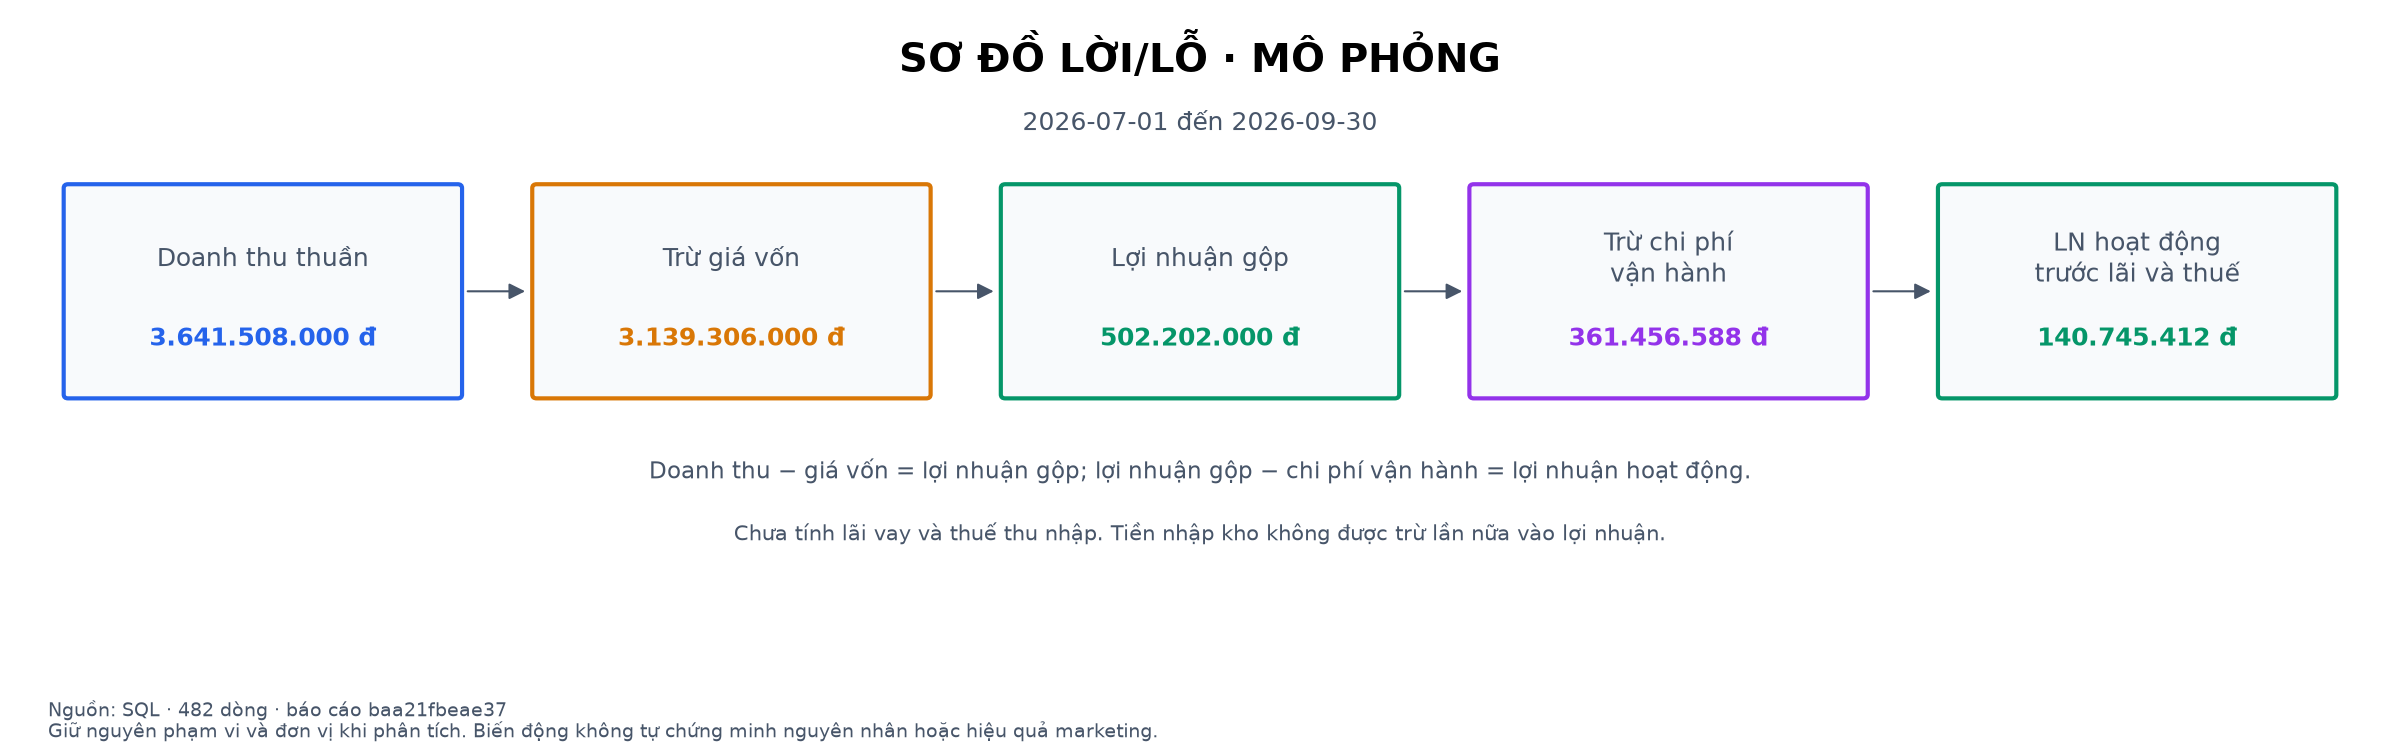 SƠ ĐỒ LỜI/LỖ · MÔ PHỎNG
2026-07-01 đến 2026-09-30
Doanh thu thuần
3.641.508.000 đ
Trừ giá vốn
3.139.306.000 đ
Lợi nhuận gộp
502.202.000 đ
Trừ chi phí
vận hành
361.456.588 đ
LN hoạt động
trước lãi và thuế
140.745.412 đ
Doanh thu − giá vốn = lợi nhuận gộp; lợi nhuận gộp − chi phí vận hành = lợi nhuận hoạt động.
Chưa tính lãi vay và thuế thu nhập. Tiền nhập kho không được trừ lần nữa vào lợi nhuận.
Nguồn: SQL · 482 dòng · báo cáo baa21fbeae37
Giữ nguyên phạm vi và đơn vị khi phân tích. Biến động không tự chứng minh nguyên nhân hoặc hiệu quả marketing.